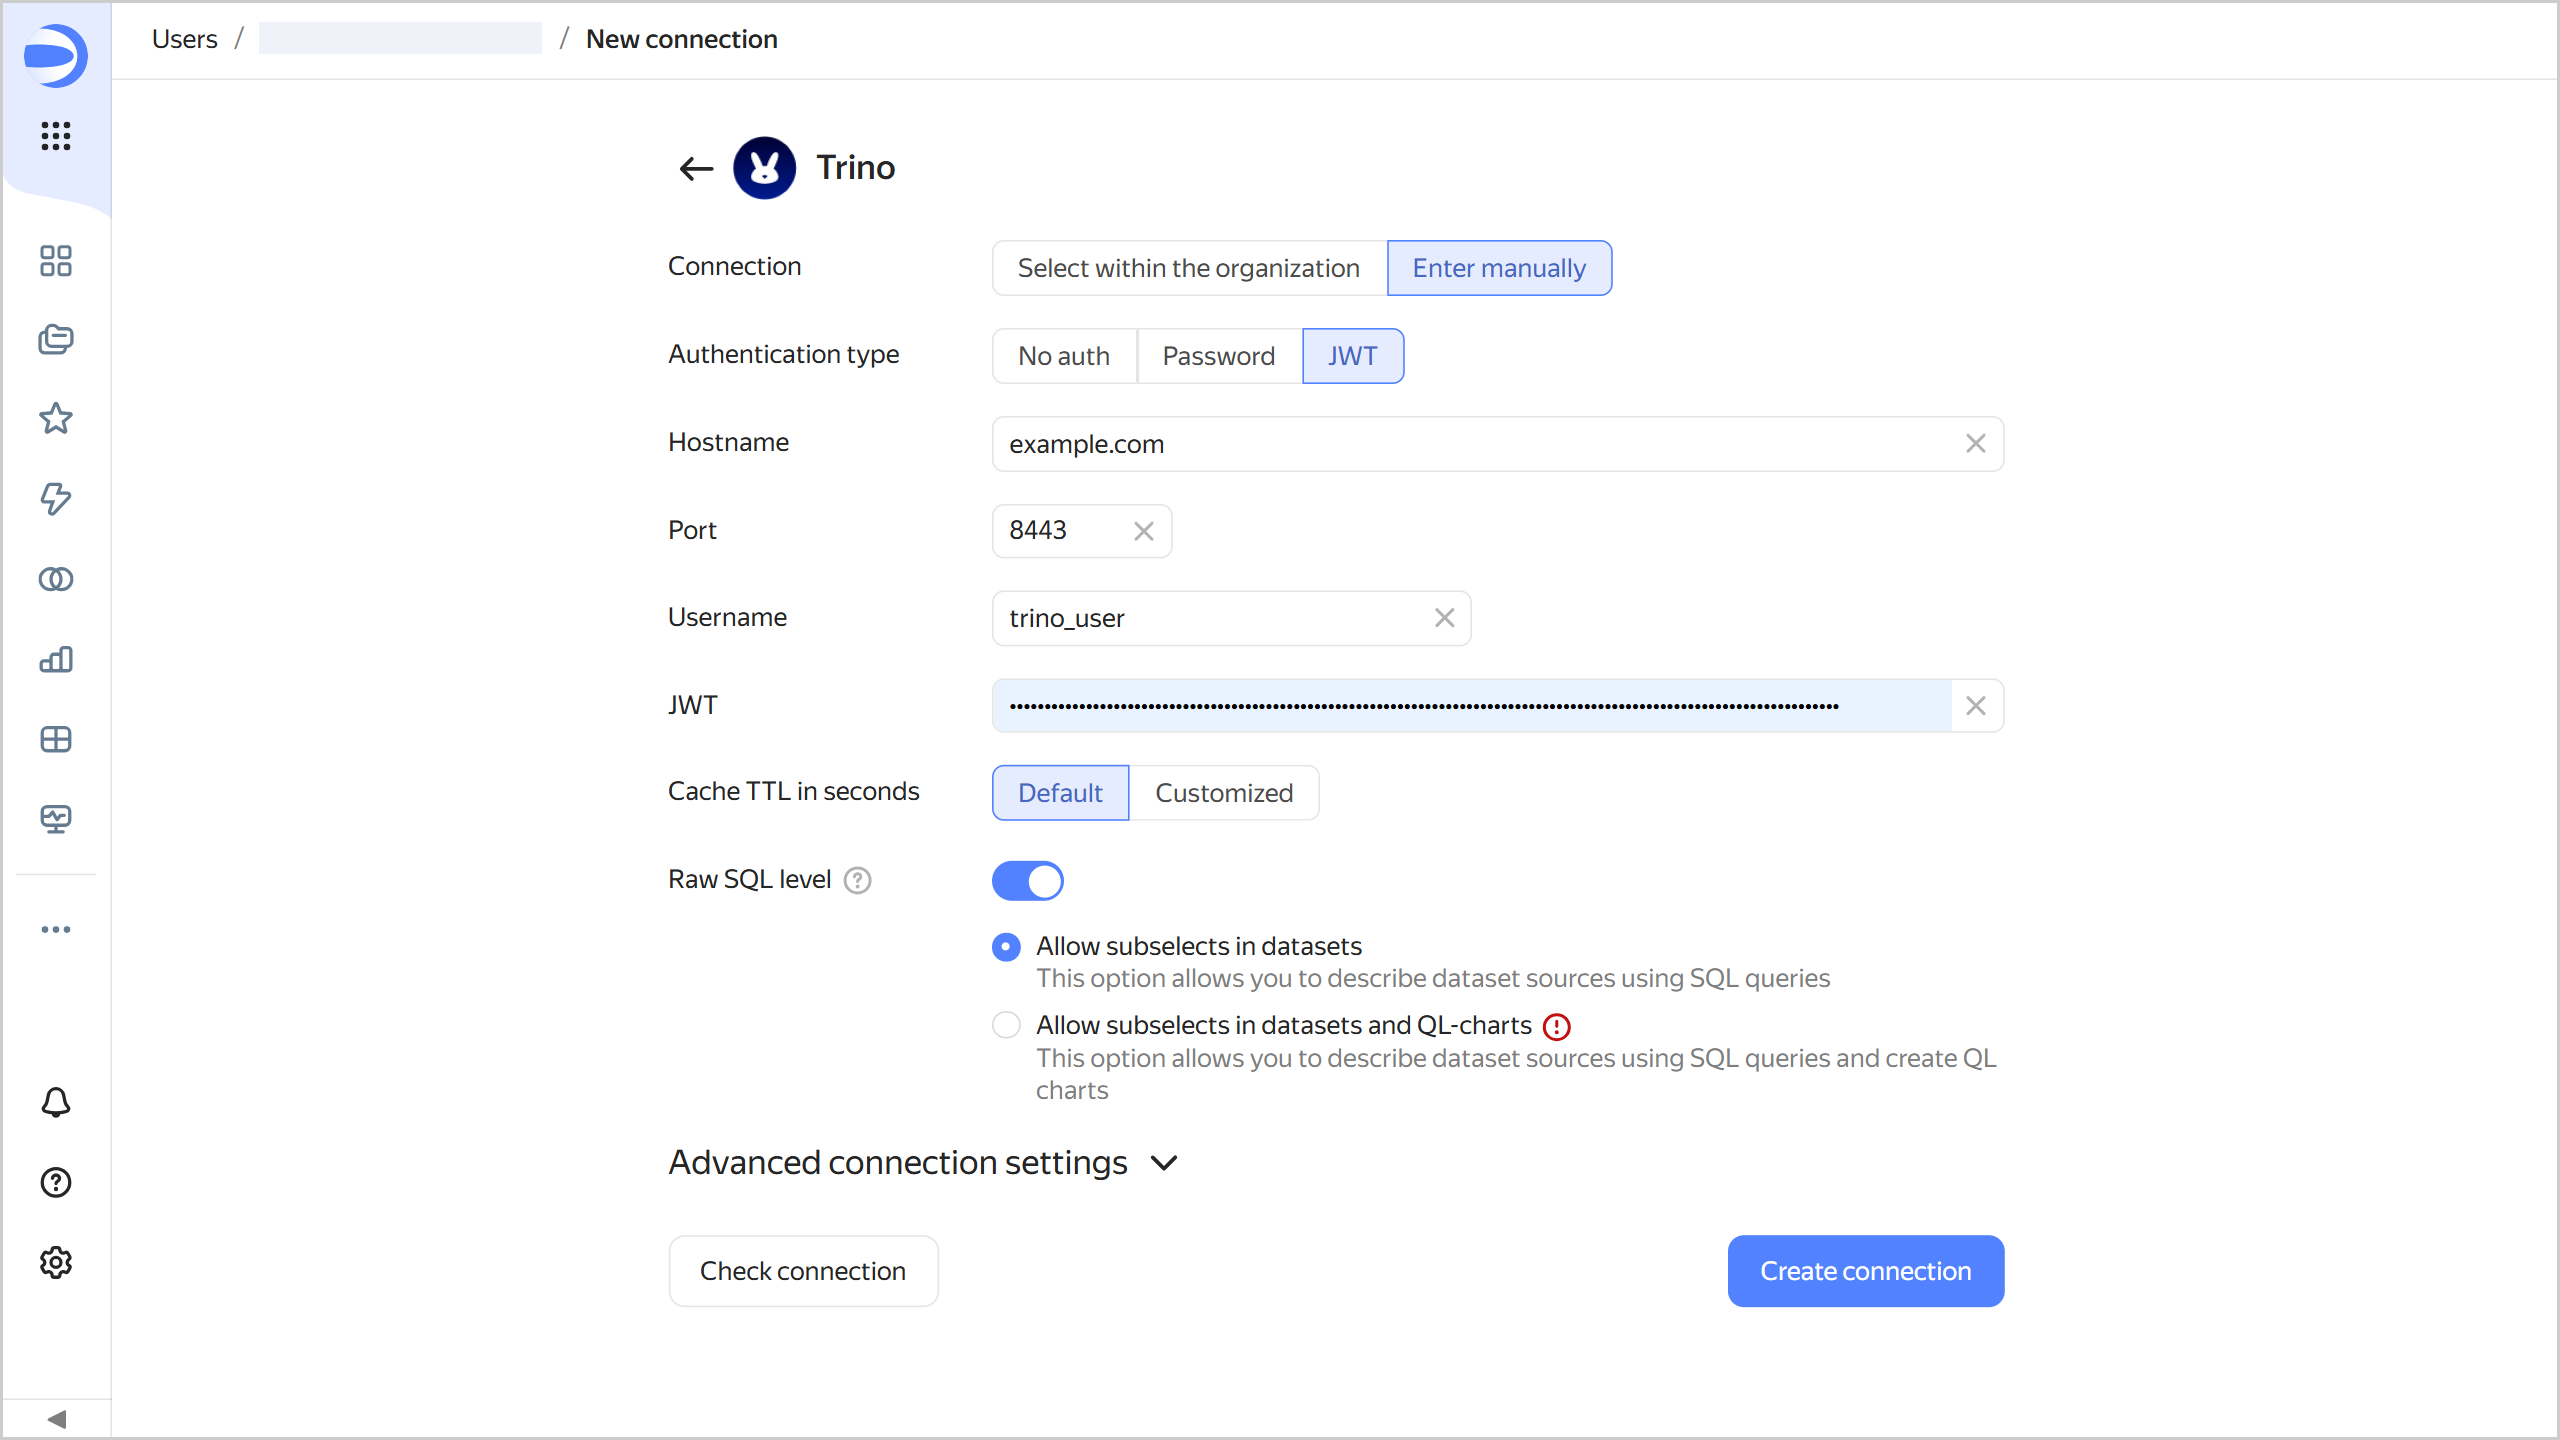 Users / / New connection
Trino
Connection Select within the organization Enter manually
Authentication type No auth Password JWT
Hostname example.com
Port 8443
Username trino_user
JWT
Cache TTL in seconds Default Customized
Raw SQL level
Allow subselects in datasets
This option allows you to describe dataset sources using SQL queries
Allow subselects in datasets and QL-charts
This option allows you to describe dataset sources using SQL queries and create QL
charts
Advanced connection settings
Check connection Create connection